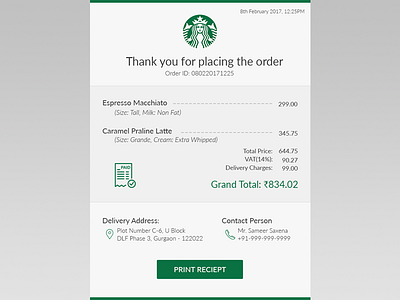 8th February 2017, 12:25PM
Thank you for placing the order
Order ID: 080220171225
Espresso Macchiato 299.00
(Size: Tall, Milk: Non Fat)
Caramel Praline Latte 345.75
(Size: Grande, Cream: Extra Whipped)
Total Price: 644.75
VAT(14%): 90.27
Delivery Charges: 99.00
PAID
Grand Total: ₹834.02
Delivery Address:
Plot Number C-6, U Block
DLF Phase 3, Gurgaon - 122022
Contact Person
Mr. Sameer Saxena
+91-999-999-9999
PRINT RECIEPT